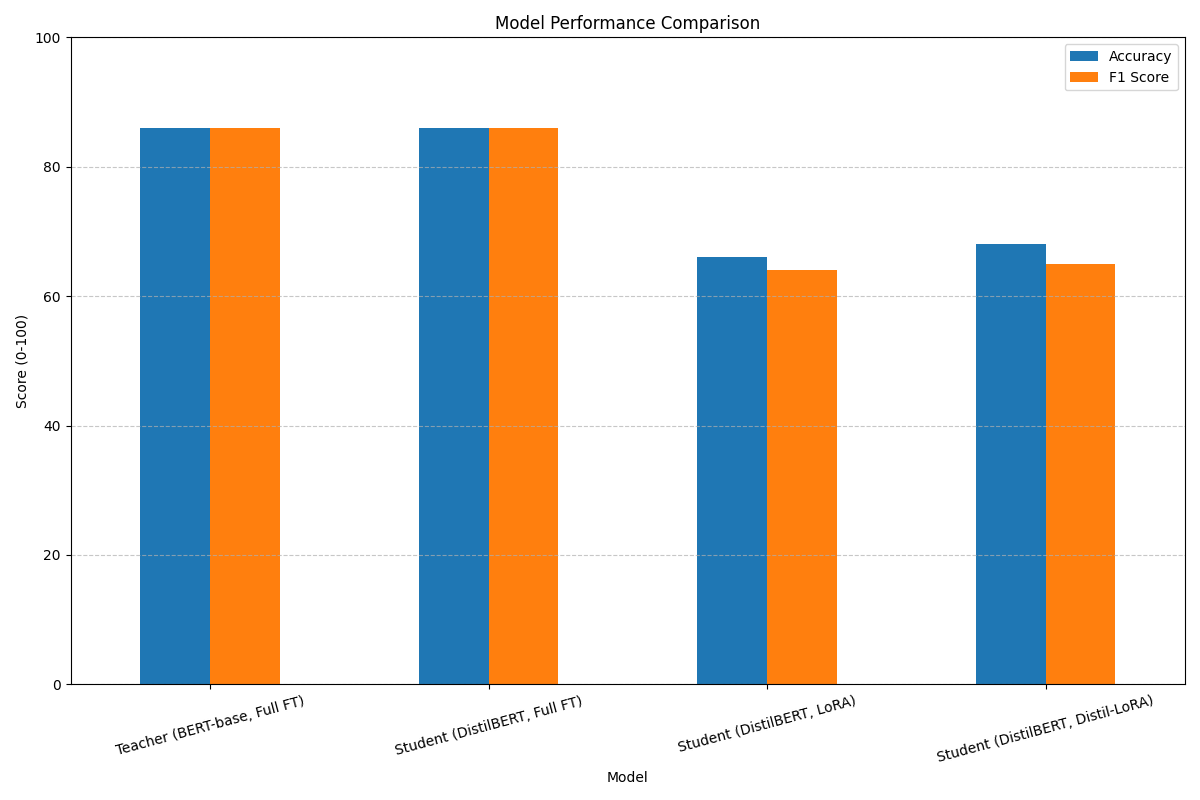 Model Performance Comparison
Accuracy
F1 Score
Score (0-100)
100
80
60
40
20
0
Teacher (BERT-base, Full FT)
Student (DistilBERT, Full FT)
Student (DistilBERT, LoRA)
Student (DistilBERT, Distil-LoRA)
Model